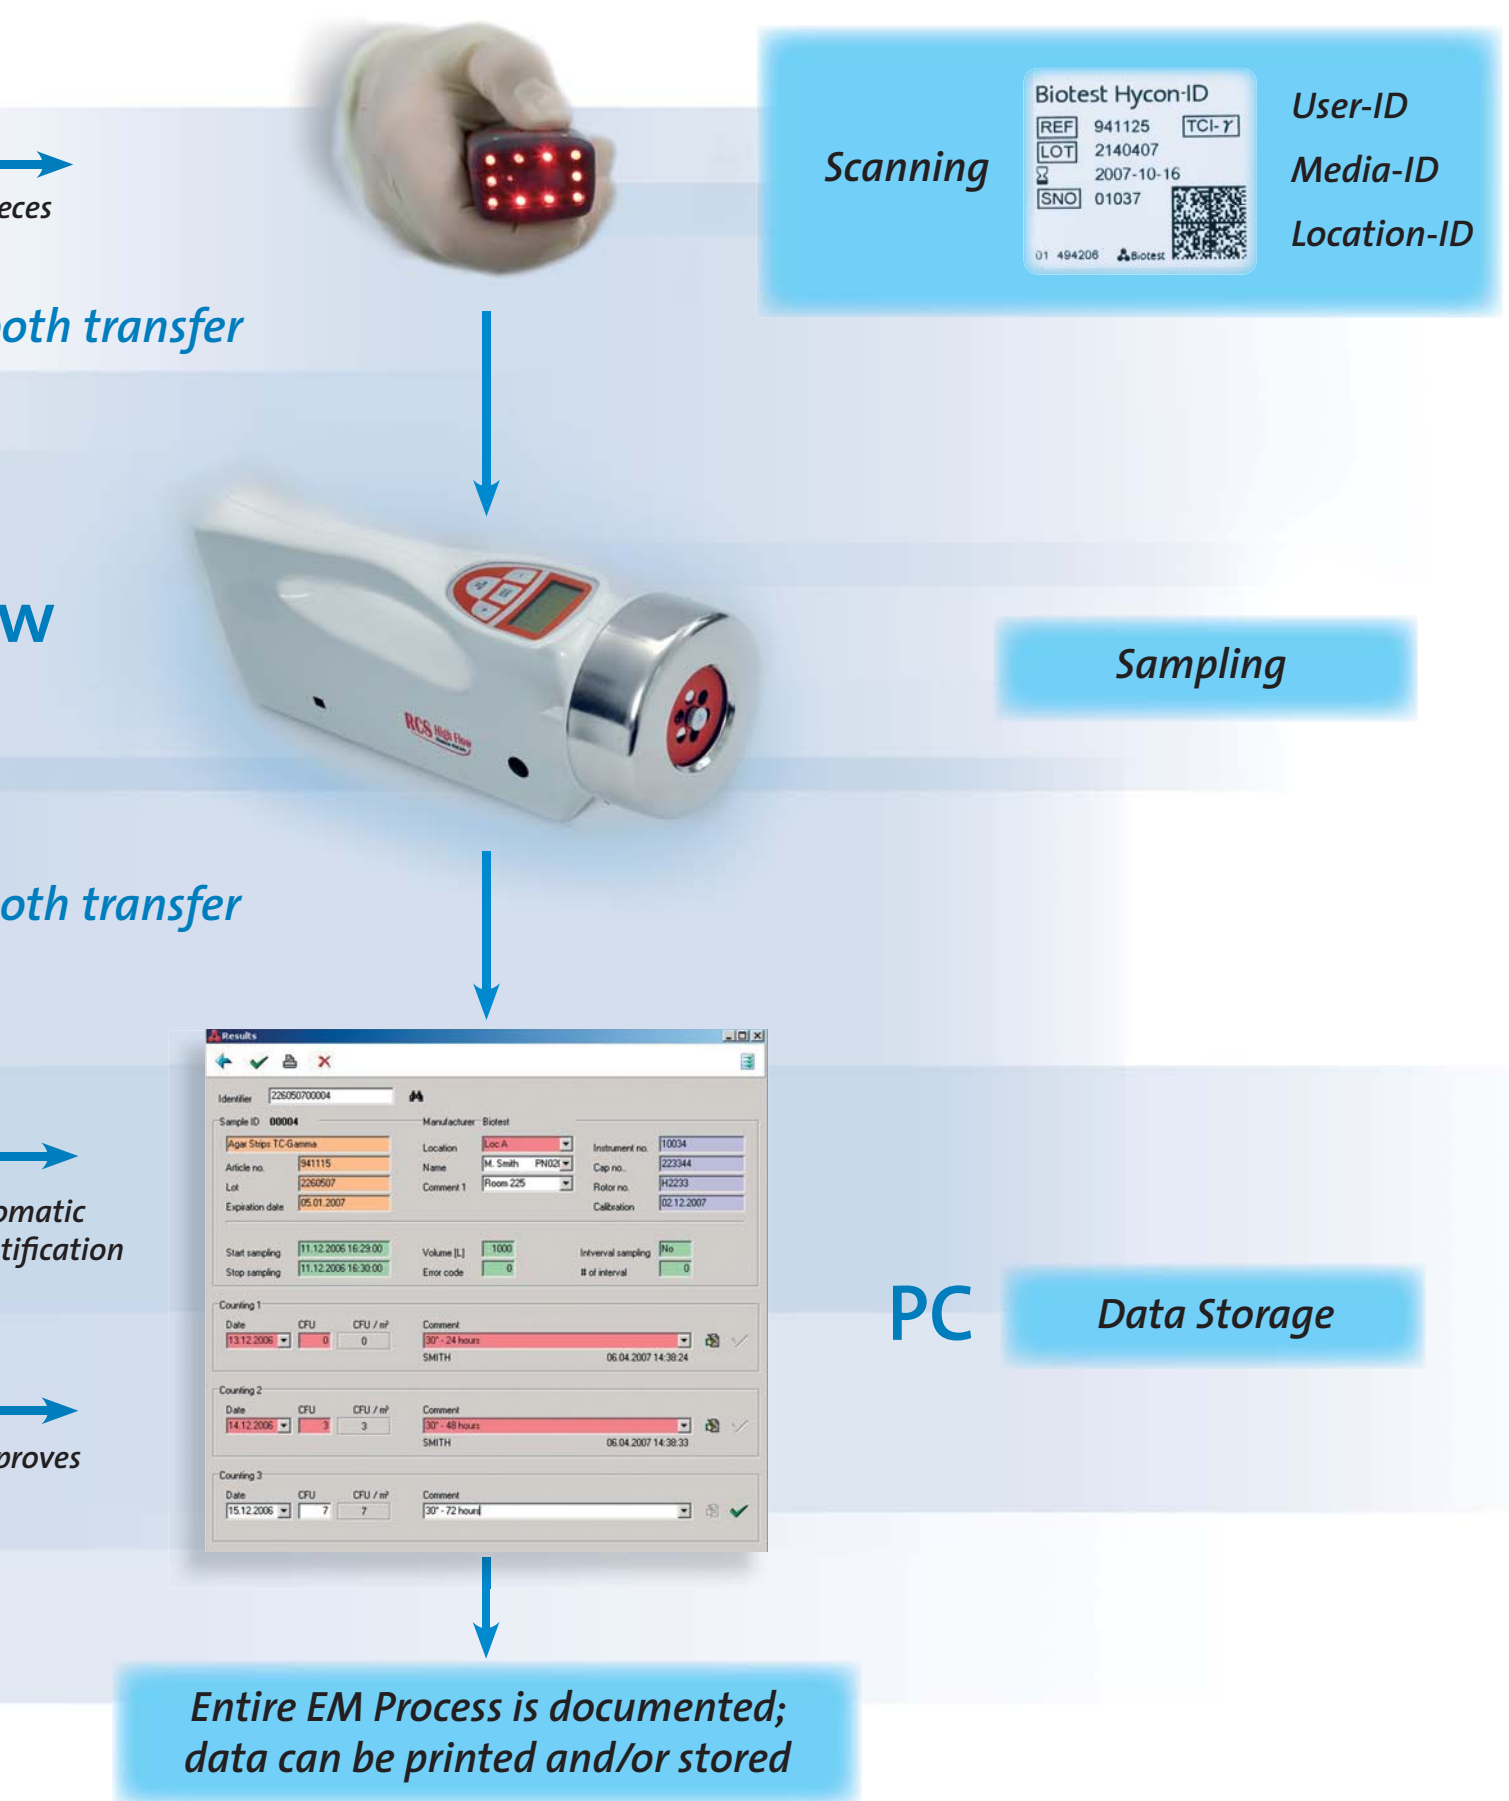 Biotest Hycon-ID
REF 941125 TCI-γ
LOT 2140407
2007-10-16
SNO 01037
01 494206 Biotest
Scanning
User-ID
Media-ID
Location-ID
eces
ooth transfer
w
RCS High Flow
Sampling
oth transfer
Results
Identifier 226050700004
Sample ID 00004 Manufacturer Biotest
Agar Strips TC-Gamma Location Loc A Instrument no. 10034
Article no. 941115 Name M. Smith PN02( Cap no.. 223344
Lot 2260507 Comment 1 Room 225 Rotor no. H2233
Expiration date 05.01.2007 Calibration 02.12.2007
Start sampling 11.12.2006 16:29:00 Volume [L] 1000 Intverval sampling No
Stop sampling 11.12.2006 16:30:00 Error code 0 # of interval 0
Counting 1
Date CFU CFU / m³ Comment
13.12.2006 0 0 30° - 24 hours
SMITH 06.04.2007 14:38:24
Counting 2
Date CFU CFU / m³ Comment
14.12.2006 3 3 30° - 48 hours
SMITH 06.04.2007 14:38:33
Counting 3
Date CFU CFU / m³ Comment
15.12.2006 7 7 30° - 72 hours
omatic
tification
proves
PC
Data Storage
Entire EM Process is documented;
data can be printed and/or stored